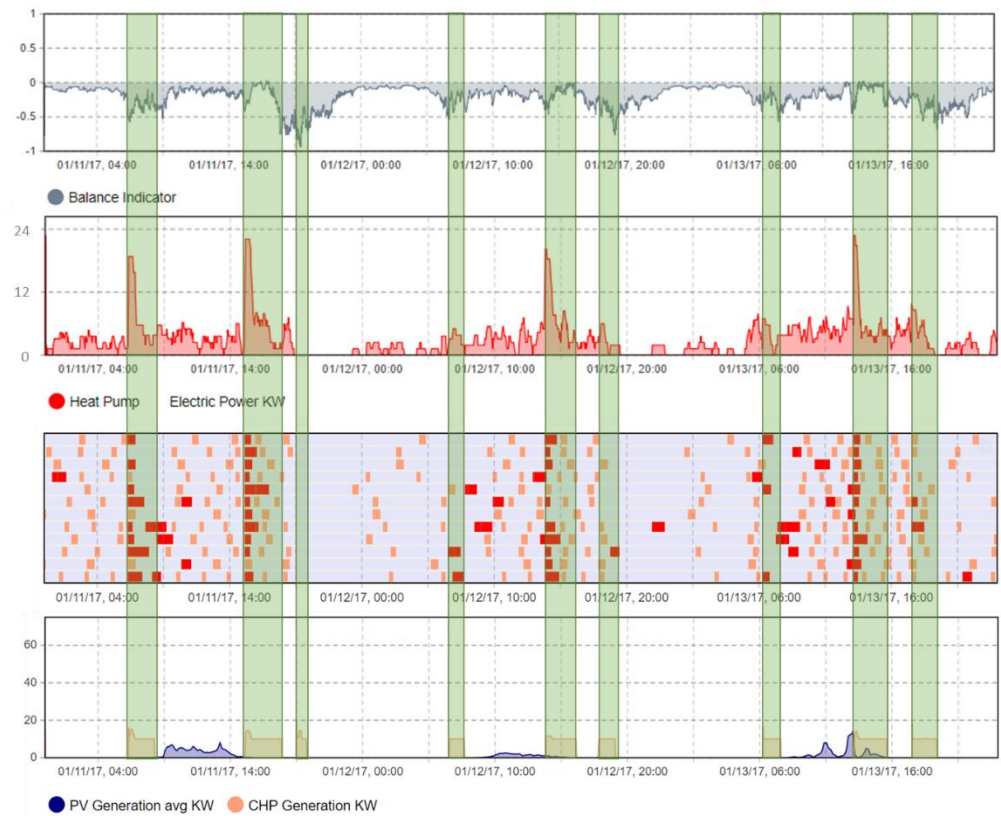 1
0.5
0
-0.5
-1
01/11/17, 04:00 01/11/17, 14:00 01/12/17, 00:00 01/12/17, 10:00 01/12/17, 20:00 01/13/17, 06:00 01/13/17, 16:00
Balance Indicator
24
12
0
01/11/17, 04:00 01/11/17, 14:00 01/12/17, 00:00 01/12/17, 10:00 01/12/17, 20:00 01/13/17, 06:00 01/13/17, 16:00
Heat Pump Electric Power KW
01/11/17, 04:00 01/11/17, 14:00 01/12/17, 00:00 01/12/17, 10:00 01/12/17, 20:00 01/13/17, 06:00 01/13/17, 16:00
60
40
20
0
01/11/17, 04:00 01/11/17, 14:00 01/12/17, 00:00 01/12/17, 10:00 01/12/17, 20:00 01/13/17, 06:00 01/13/17, 16:00
PV Generation avg KW CHP Generation KW